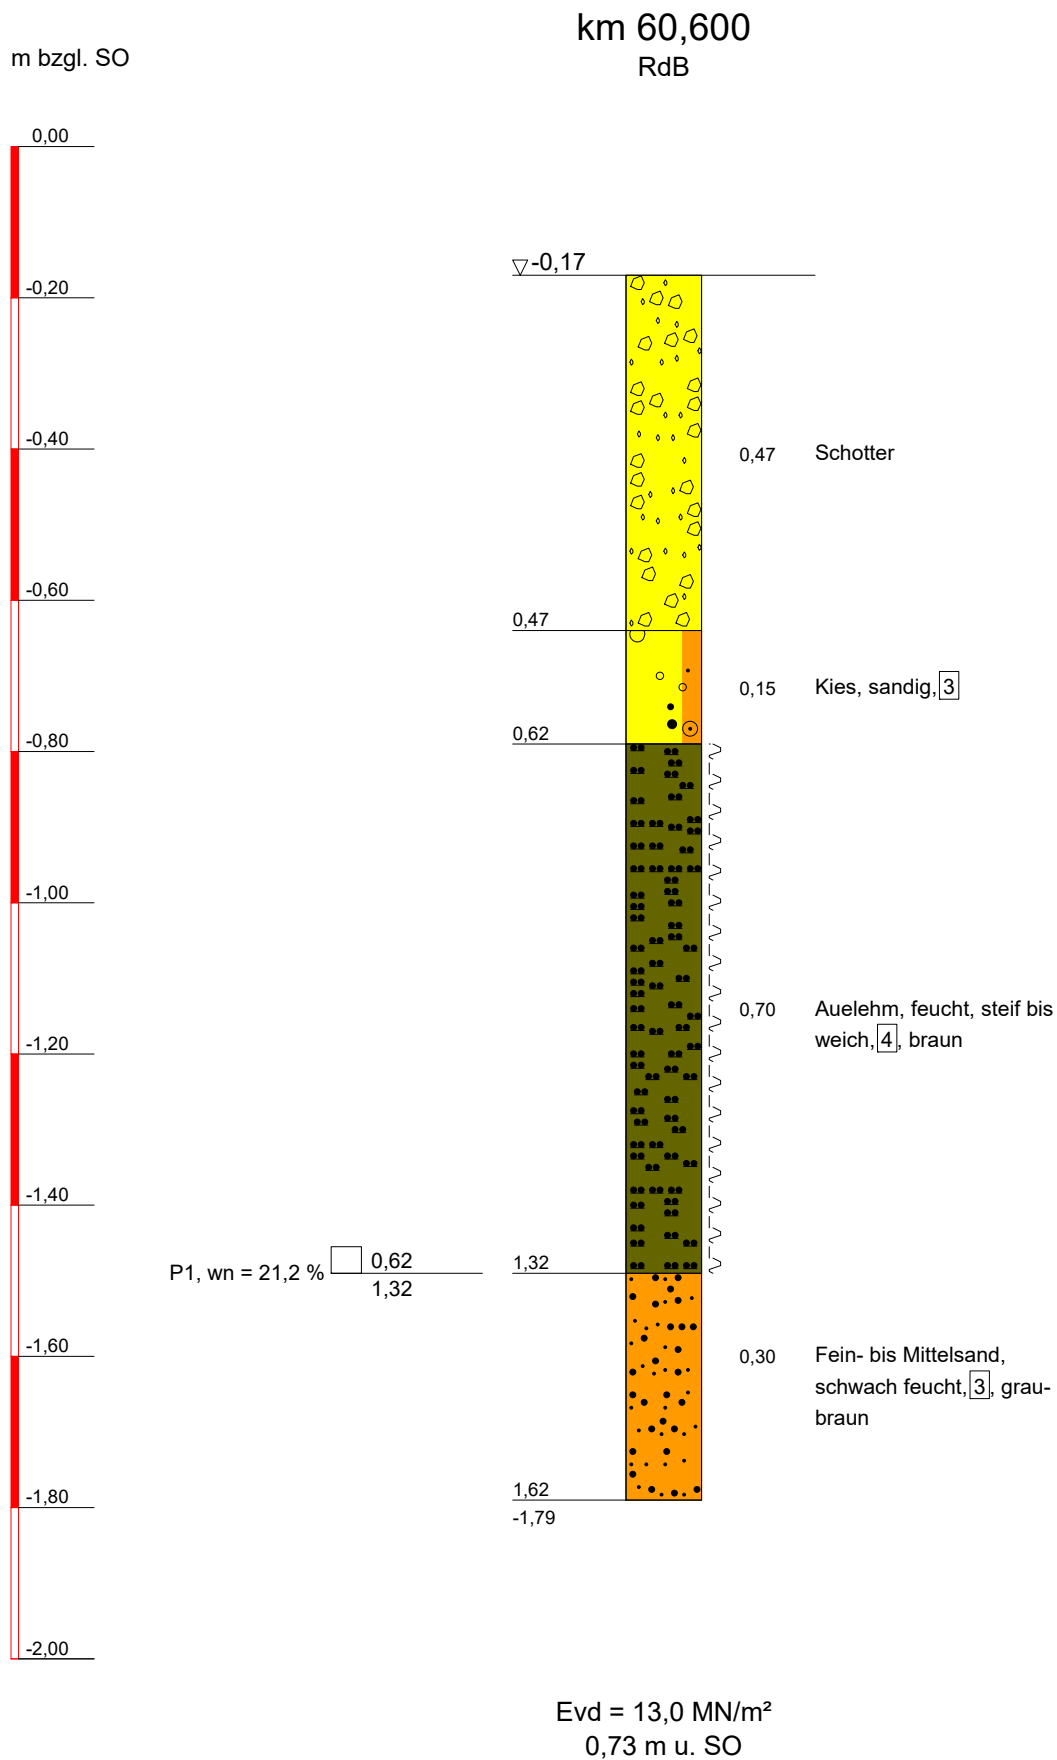 km 60,600
RdB
m bzgl. SO
0,00
-0,20
-0,40
-0,60
-0,80
-1,00
-1,20
-1,40
-1,60
-1,80
-2,00
-0,17
0,47 Schotter
0,47
0,15 Kies, sandig, 3
0,62
0,70 Auelehm, feucht, steif bis
weich, 4, braun
P1, wn = 21,2 % 0,62
1,32
1,32
0,30 Fein- bis Mittelsand,
schwach feucht, 3, grau-
braun
1,62
-1,79
Evd = 13,0 MN/m²
0,73 m u. SO